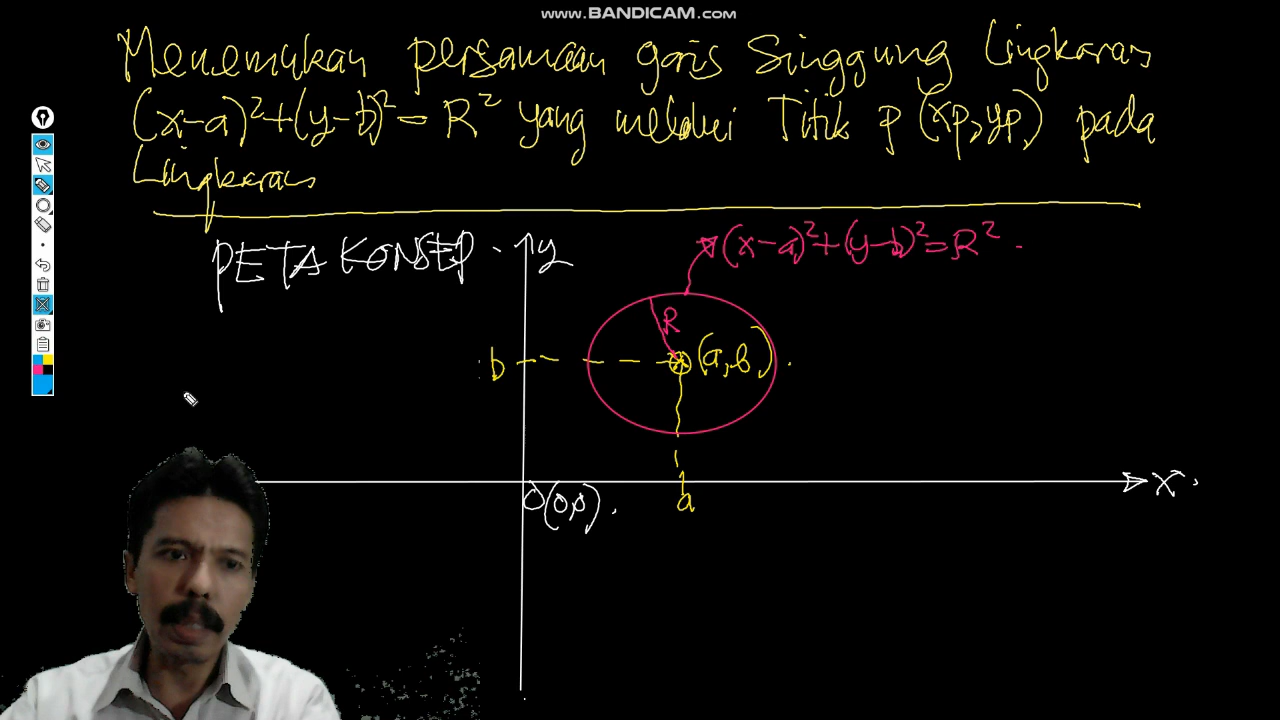 www.BANDICAM.com
Menemukan persamaan garis Singgung Lingkaran
(x-a)²+(y-b)²=R² yang melalui Titik P(xp,yp) pada
Lingkaran
PETA KONSEP. y
(x-a)²+(y-b)²=R².
R
b
(a,b).
x.
O(0,0).
a